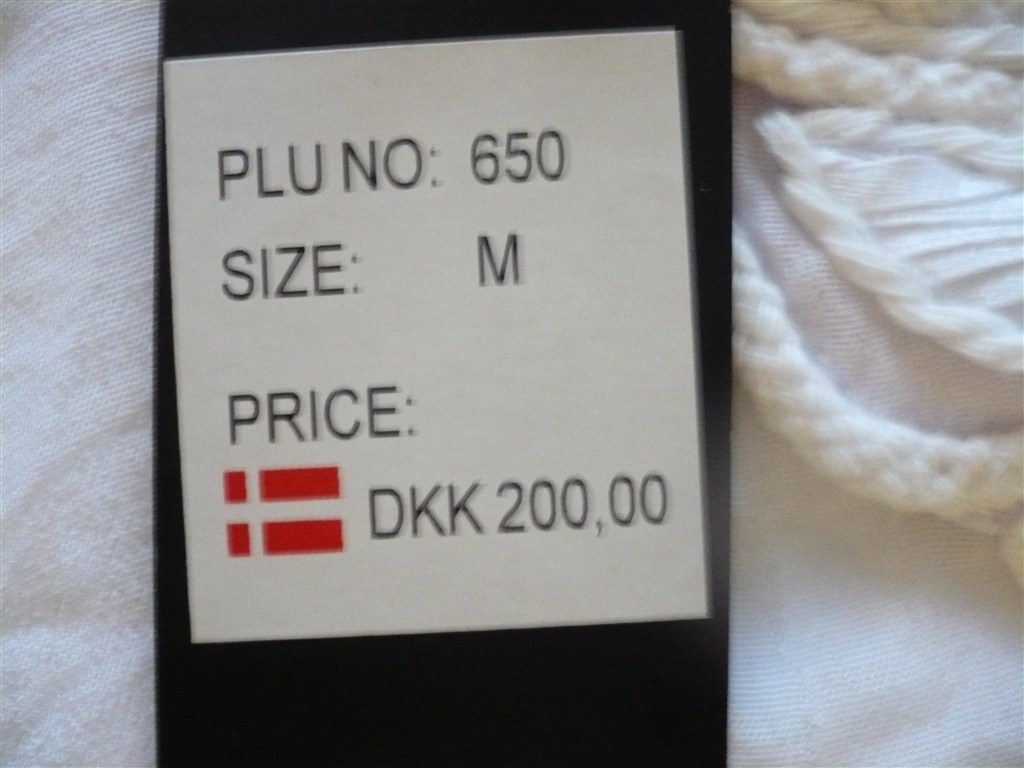 PLU NO: 650
SIZE: M
PRICE:
DKK 200,00